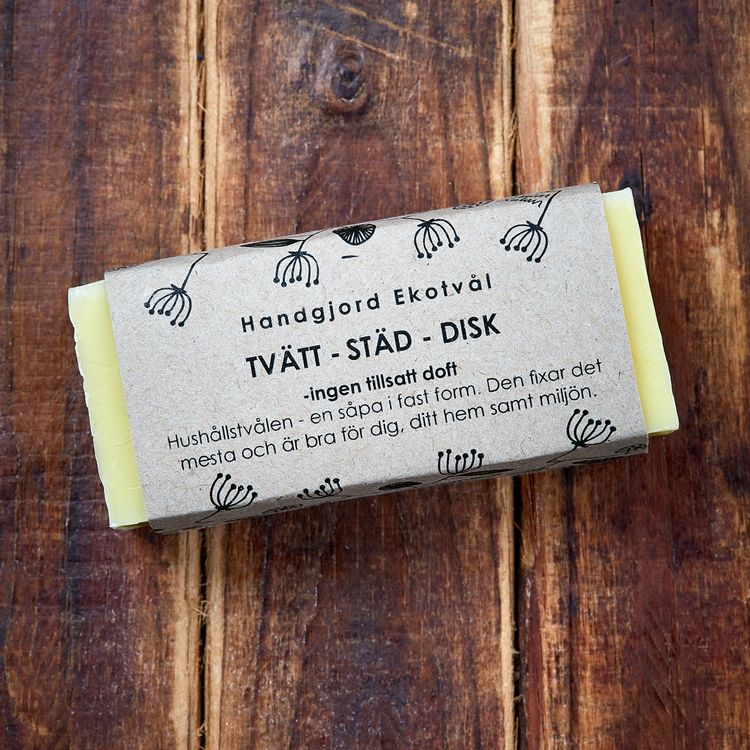 Handgjord Ekotvål
TVÄTT - STÄD - DISK
-ingen tillsatt doft
Hushållstvålen - en såpa i fast form. Den fixar det
mesta och är bra för dig, ditt hem samt miljön.